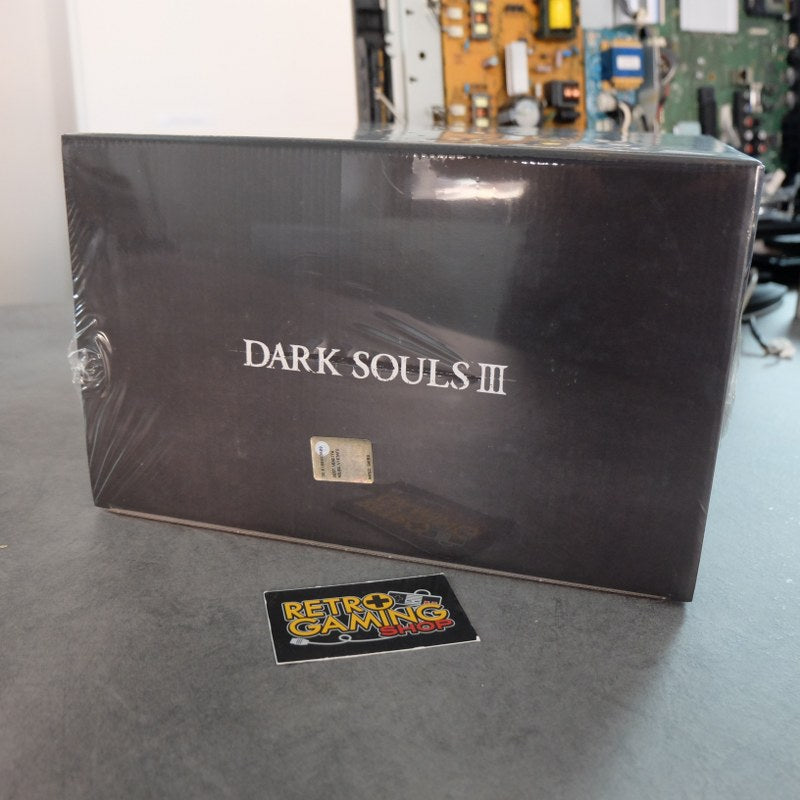 DARK SOULS III
RETRO
GAMING
SHOP